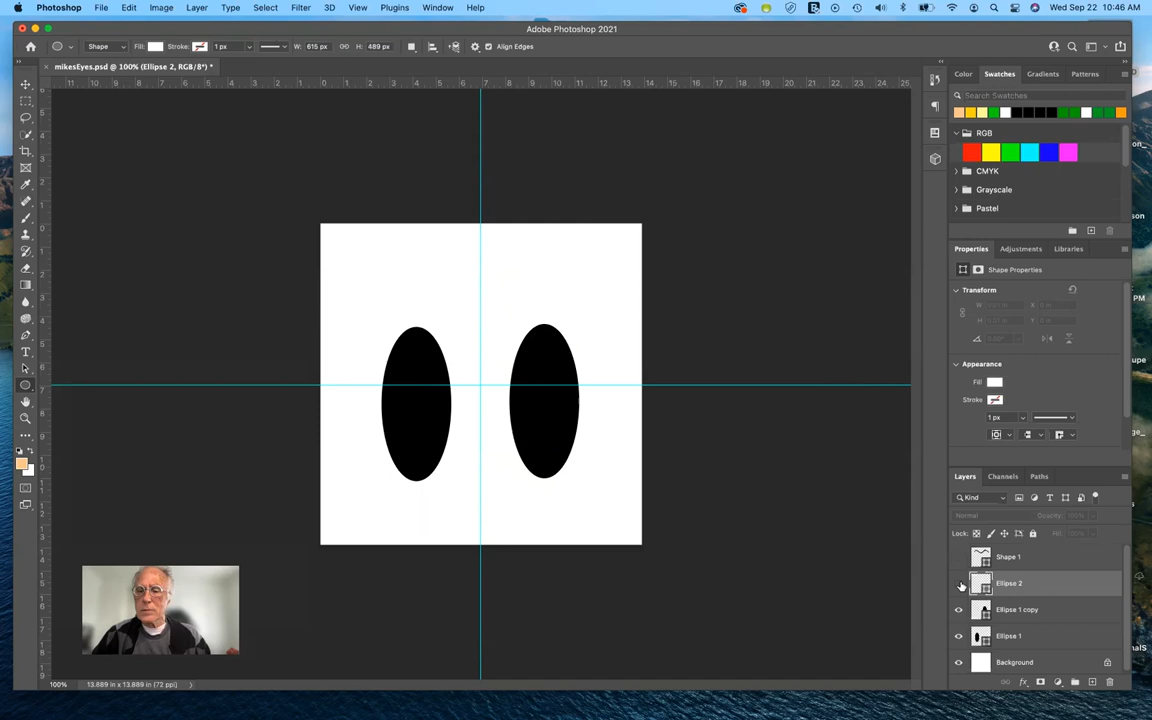 Photoshop File Edit Image Layer Type Select Filter 3D View Plugins Window Help Wed Sep 22 10:46 AM
Adobe Photoshop 2021
Shape Fill: Stroke: 1 px W: 615 px H: 489 px Align Edges
mikesEyes.psd @ 100% (Ellipse 2, RGB/8*) *
Color Swatches Gradients Patterns
Search Swatches
RGB
CMYK
Grayscale
Pastel
Properties Adjustments Libraries
Shape Properties
Transform
Appearance
Fill
Stroke
1 px
Layers Channels Paths
Kind
Normal Opacity: 100%
Lock: Fill: 100%
Shape 1
Ellipse 2
Ellipse 1 copy
Ellipse 1
Background
100% 13.889 in x 13.889 in (72 ppi)